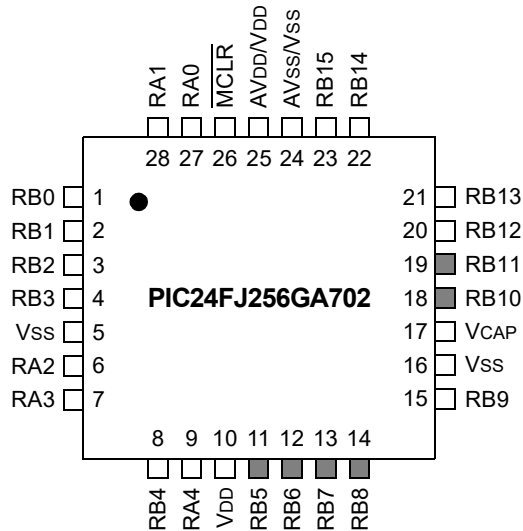 RA1
RA0
MCLR
AVDD/VDD
AVSS/VSS
RB15
RB14
28 27 26 25 24 23 22
RB0 1
RB1 2
RB2 3
RB3 4
VSS 5
RA2 6
RA3 7
PIC24FJ256GA702
21 RB13
20 RB12
19 RB11
18 RB10
17 VCAP
16 VSS
15 RB9
8 9 10 11 12 13 14
RB4
RA4
VDD
RB5
RB6
RB7
RB8